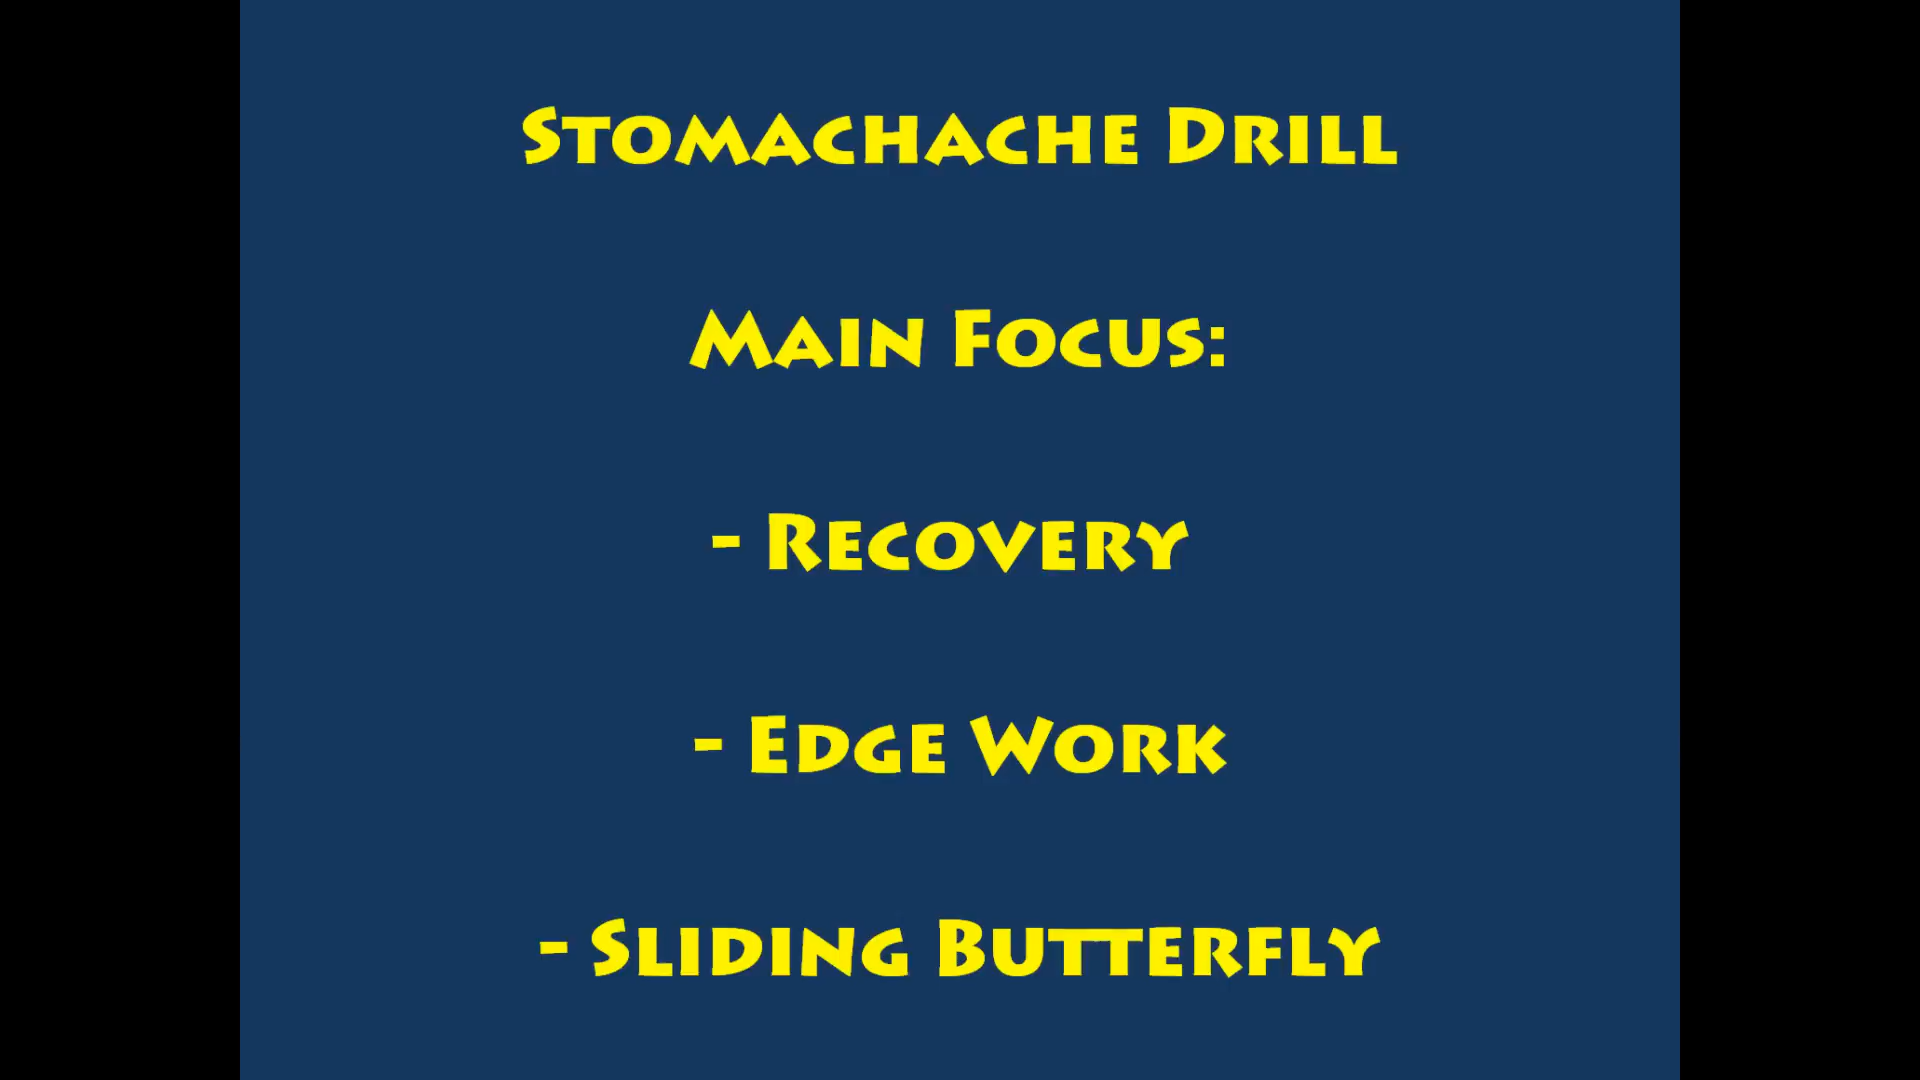 Stomachache Drill
Main Focus:
- Recovery
- Edge Work
- Sliding Butterfly